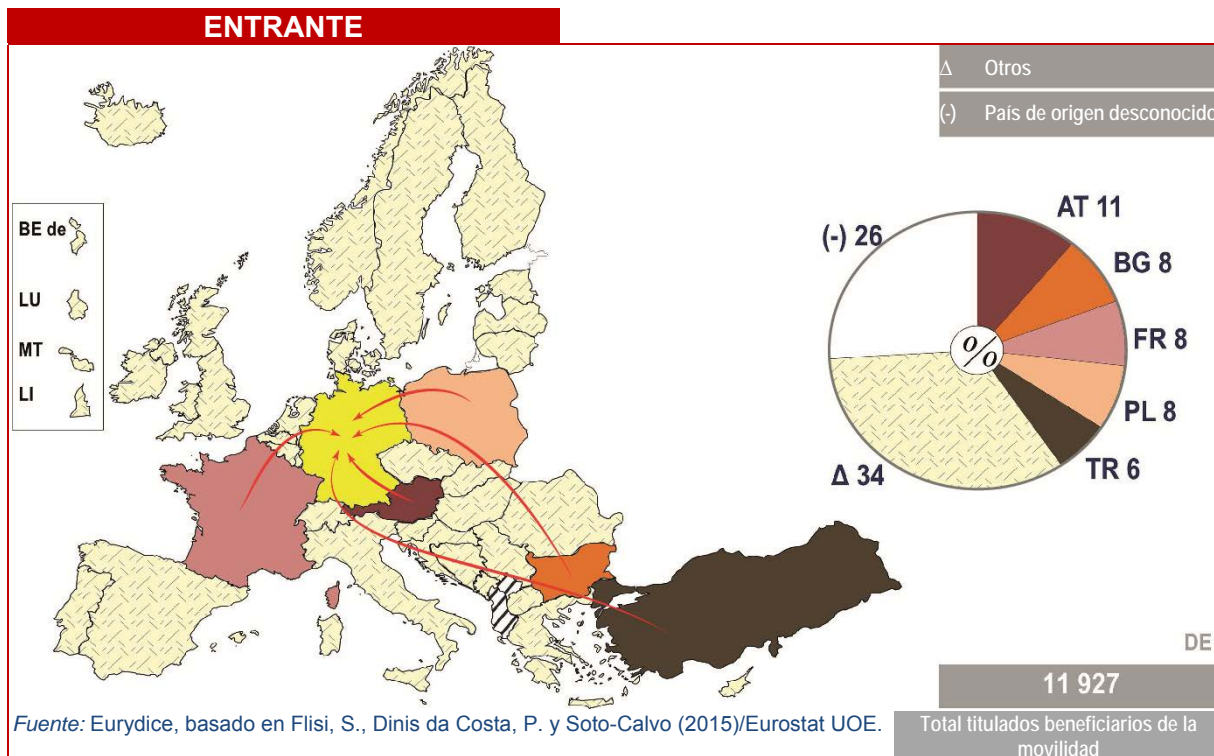 ENTRANTE
Δ Otros
(-) País de origen desconocido
BE de
LU
MT
LI
(-) 26
AT 11
BG 8
FR 8
PL 8
TR 6
Δ 34
%
DE
11 927
Total titulados beneficiarios de la
movilidad
Fuente: Eurydice, basado en Flisi, S., Dinis da Costa, P. y Soto-Calvo (2015)/Eurostat UOE.